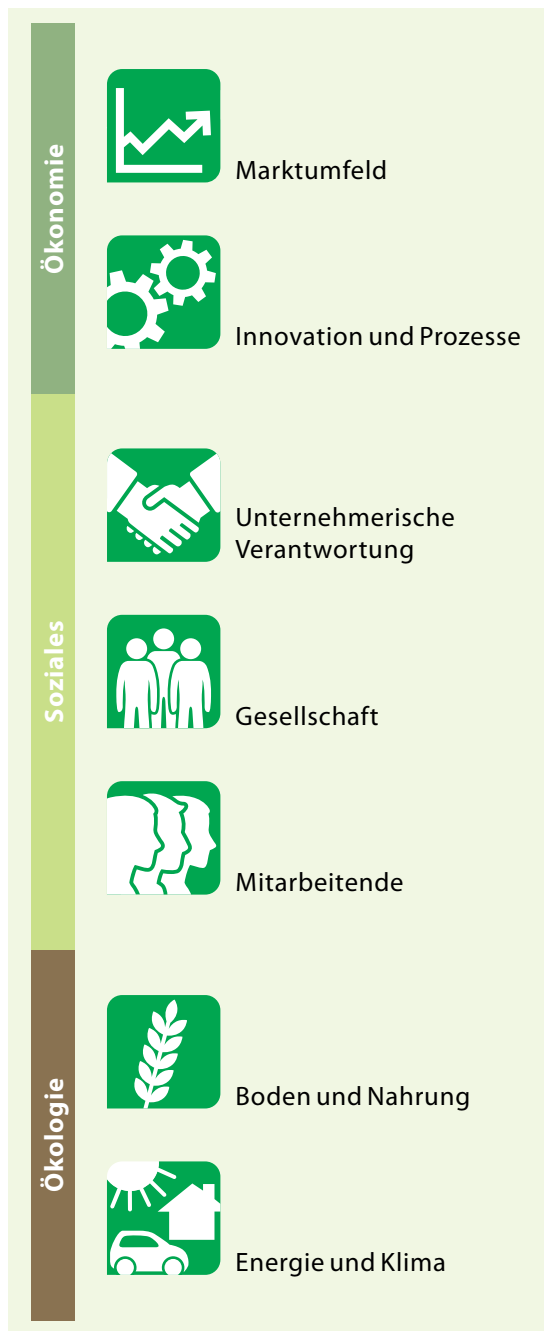 Ökonomie
Marktumfeld
Innovation und Prozesse
Soziales
Unternehmerische
Verantwortung
Gesellschaft
Mitarbeitende
Ökologie
Boden und Nahrung
Energie und Klima